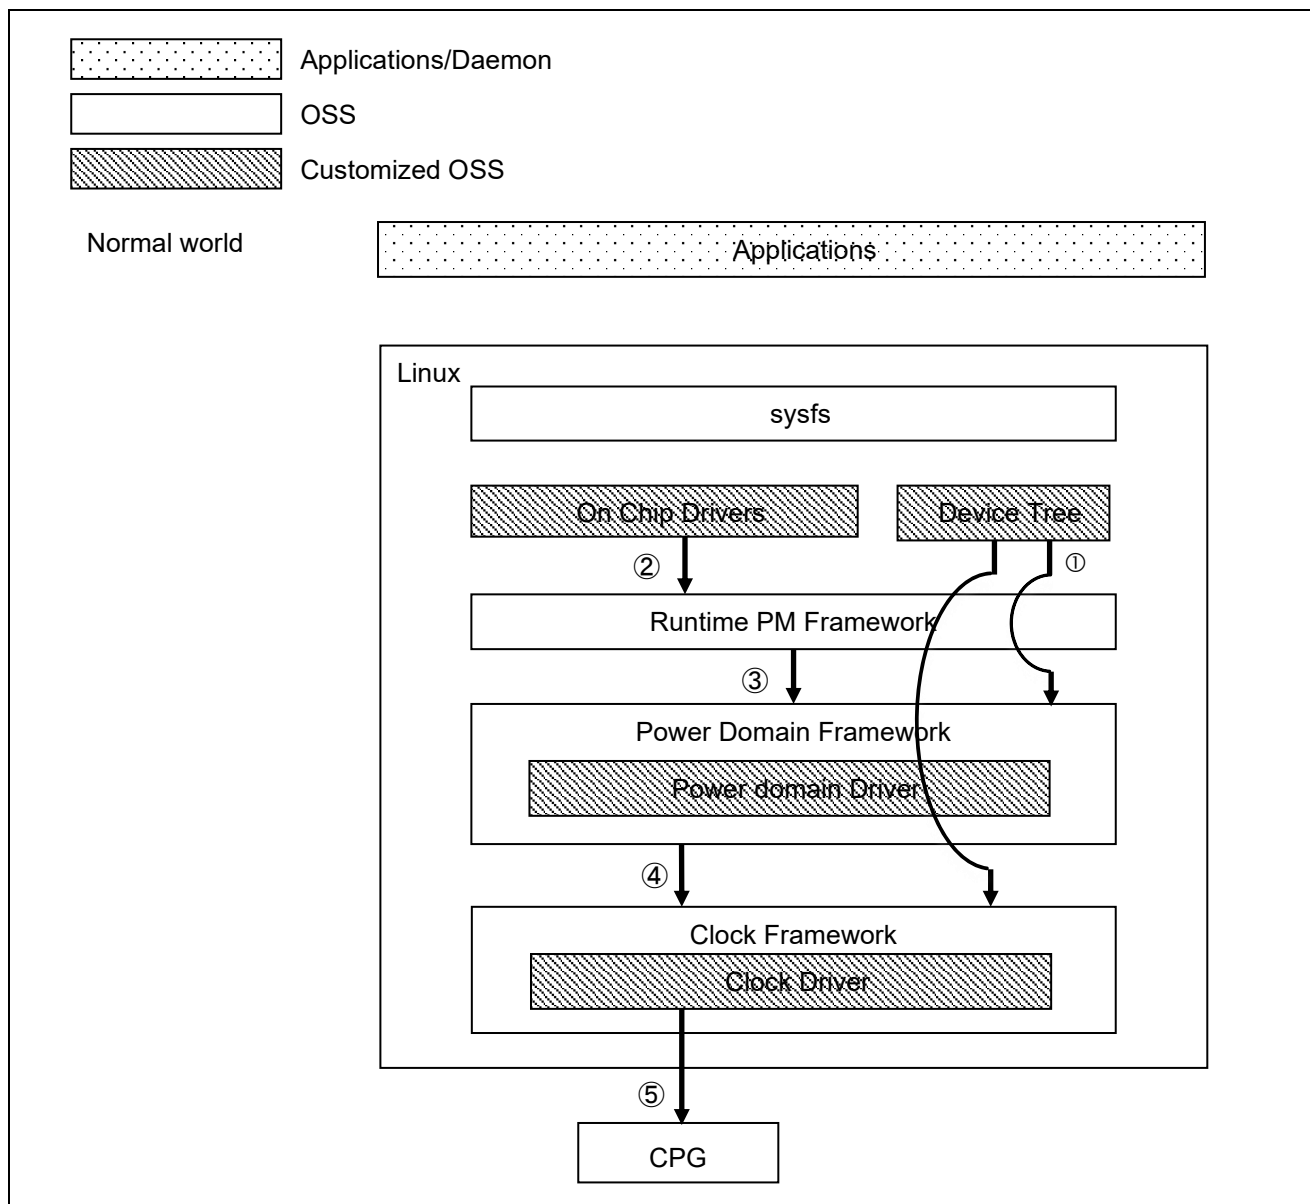 Applications/Daemon
OSS
Customized OSS
Normal world
Applications
Linux
sysfs
On Chip Drivers
Device Tree
②
①
Runtime PM Framework
③
Power Domain Framework
Power domain Driver
④
Clock Framework
Clock Driver
⑤
CPG